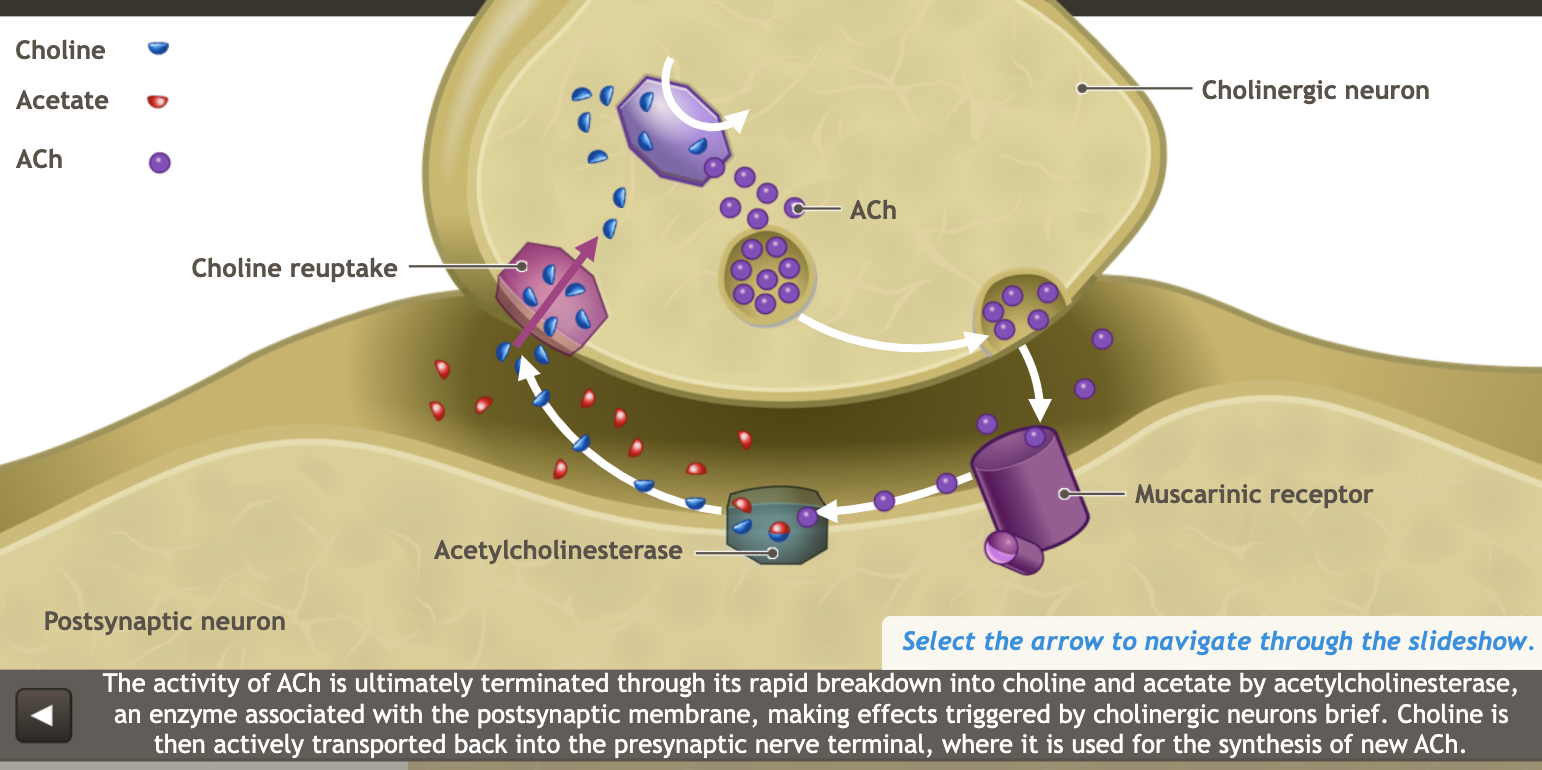 Choline
Acetate
ACh
Cholinergic neuron
ACh
Choline reuptake
Muscarinic receptor
Acetylcholinesterase
Postsynaptic neuron
Select the arrow to navigate through the slideshow.
The activity of ACh is ultimately terminated through its rapid breakdown into choline and acetate by acetylcholinesterase,
an enzyme associated with the postsynaptic membrane, making effects triggered by cholinergic neurons brief. Choline is
then actively transported back into the presynaptic nerve terminal, where it is used for the synthesis of new ACh.